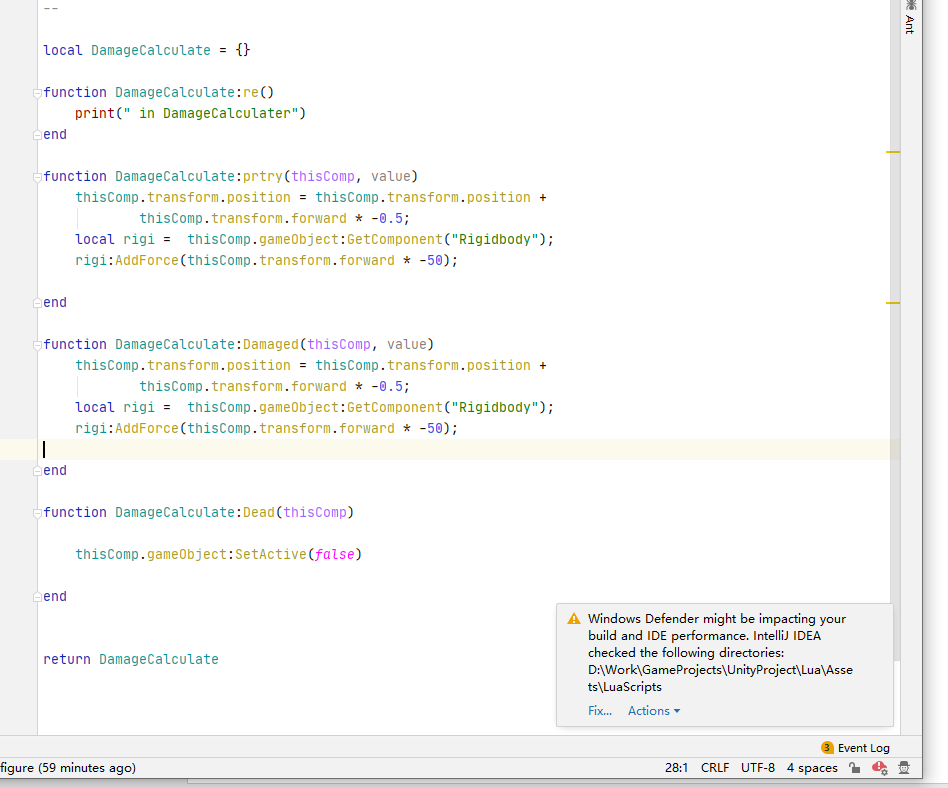 --
Ant
local DamageCalculate = {}
function DamageCalculate:re()
    print(" in DamageCalculater")
end
function DamageCalculate:prtry(thisComp, value)
    thisComp.transform.position = thisComp.transform.position +
            thisComp.transform.forward * -0.5;
    local rigi =  thisComp.gameObject:GetComponent("Rigidbody");
    rigi:AddForce(thisComp.transform.forward * -50);
end
function DamageCalculate:Damaged(thisComp, value)
    thisComp.transform.position = thisComp.transform.position +
            thisComp.transform.forward * -0.5;
    local rigi =  thisComp.gameObject:GetComponent("Rigidbody");
    rigi:AddForce(thisComp.transform.forward * -50);
end
function DamageCalculate:Dead(thisComp)
    thisComp.gameObject:SetActive(false)
end
return DamageCalculate
Windows Defender might be impacting your
build and IDE performance. IntelliJ IDEA
checked the following directories:
D:\Work\GameProjects\UnityProject\Lua\Asse
ts\LuaScripts
Fix... Actions
3 Event Log
figure (59 minutes ago) 28:1 CRLF UTF-8 4 spaces